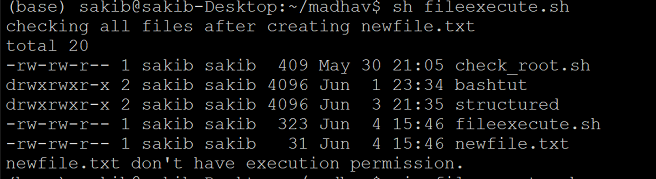 (base) sakib@sakib-Desktop:~/madhav$ sh fileexecute.sh
checking all files after creating newfile.txt
total 20
-rw-rw-r-- 1 sakib sakib  409 May 30 21:05 check_root.sh
drwxrwxr-x 2 sakib sakib 4096 Jun  1 23:34 bashtut
drwxrwxr-x 2 sakib sakib 4096 Jun  3 21:35 structured
-rw-rw-r-- 1 sakib sakib  323 Jun  4 15:46 fileexecute.sh
-rw-rw-r-- 1 sakib sakib   31 Jun  4 15:46 newfile.txt
newfile.txt don't have execution permission.